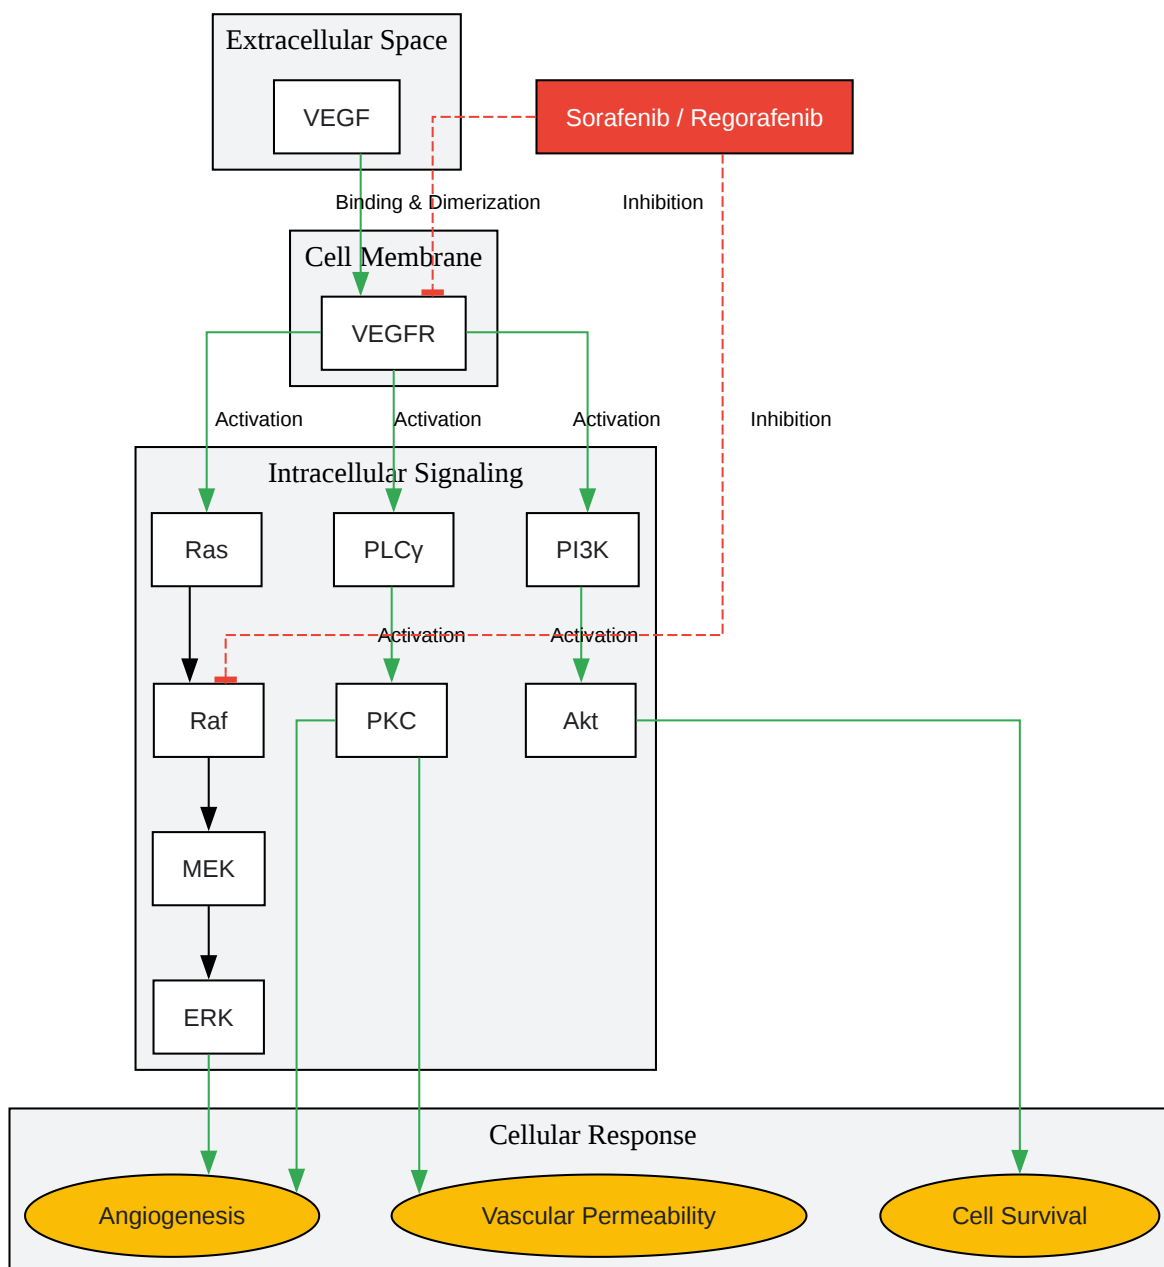 Extracellular Space
VEGF
Sorafenib / Regorafenib
Binding & Dimerization
Inhibition
Cell Membrane
VEGFR
Activation
Activation
Activation
Inhibition
Intracellular Signaling
Ras
PLCγ
PI3K
Activation
Activation
Raf
PKC
Akt
MEK
ERK
Cellular Response
Angiogenesis
Vascular Permeability
Cell Survival